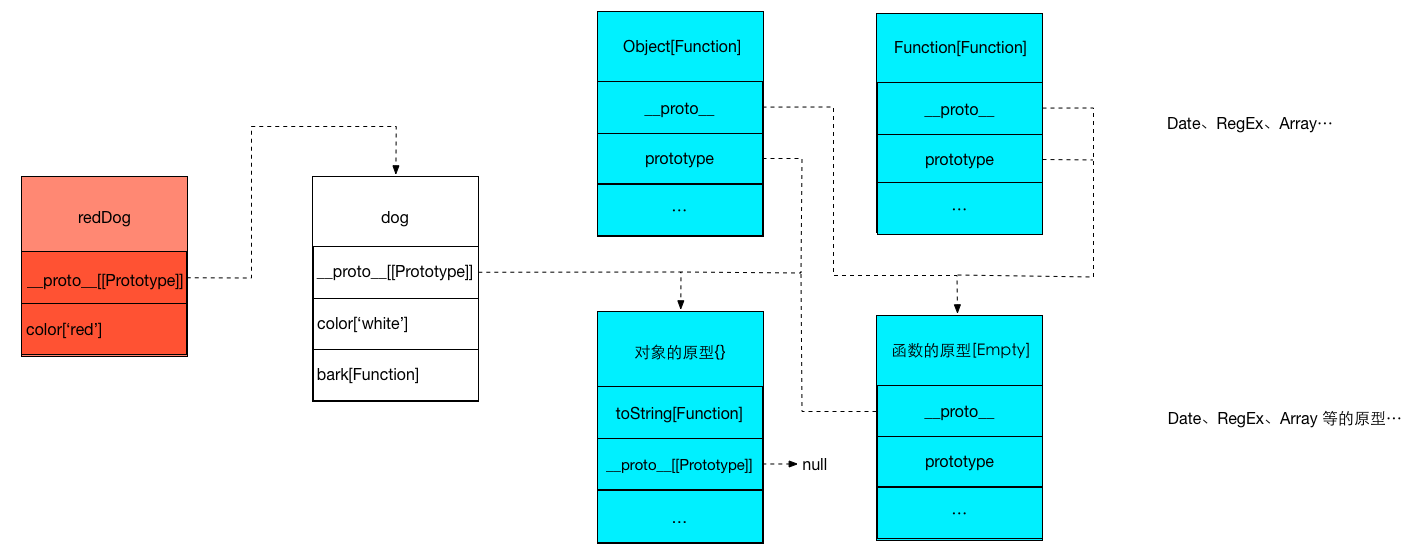 redDog
__proto__[[Prototype]]
color[‘red’]
dog
__proto__[[Prototype]]
color[‘white’]
bark[Function]
Object[Function]
__proto__
prototype
…
Function[Function]
__proto__
prototype
…
Date、RegEx、Array…
对象的原型{}
toString[Function]
__proto__[[Prototype]]
…
null
函数的原型[Empty]
__proto__
prototype
…
Date、RegEx、Array 等的原型…